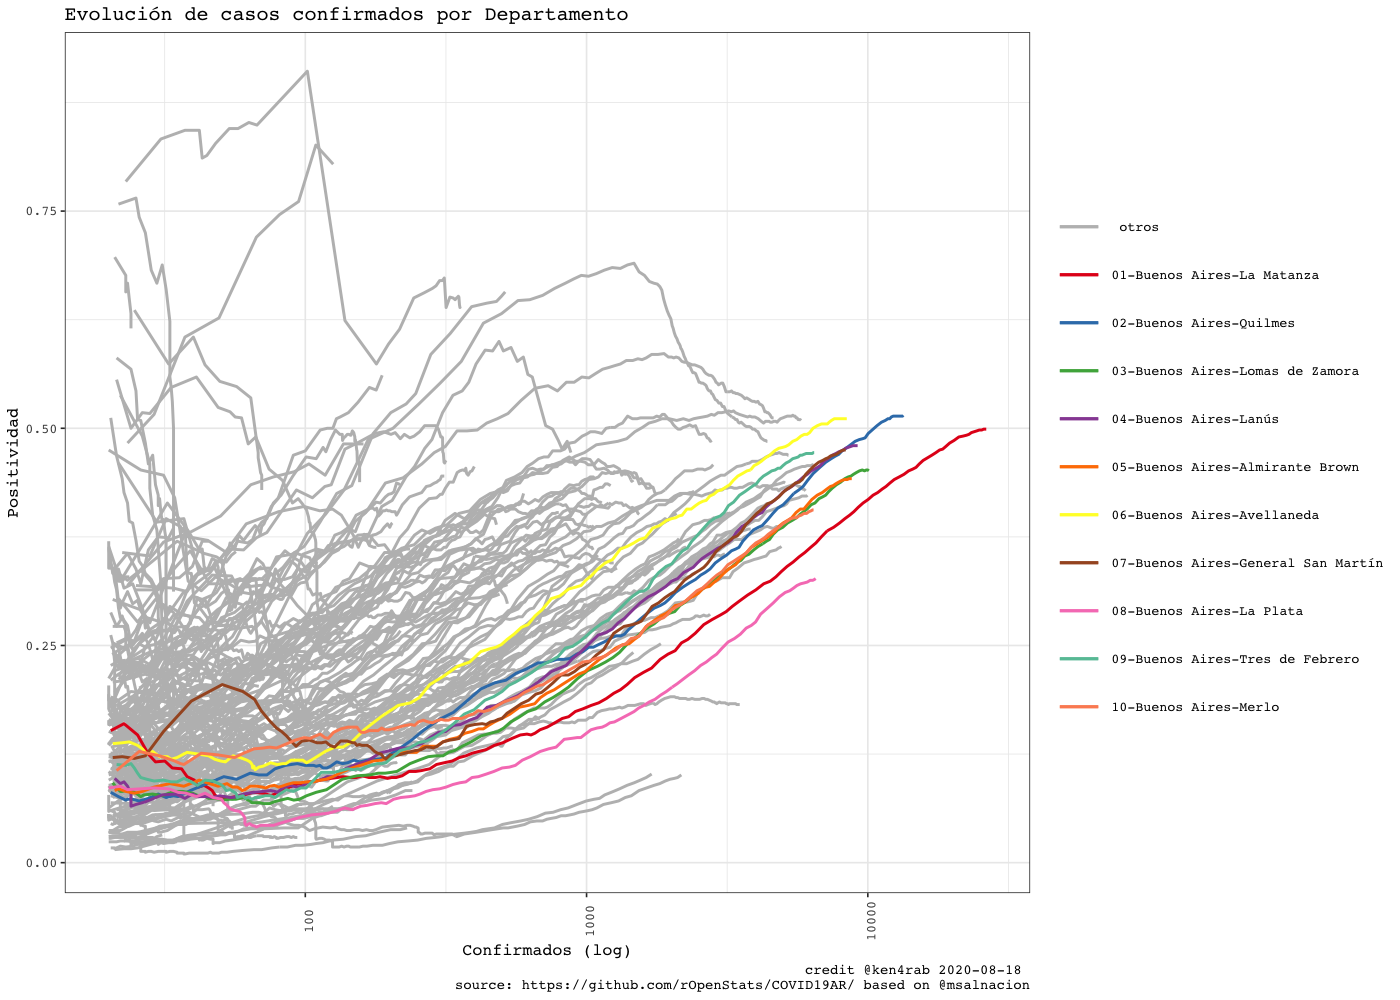 Evolución de casos confirmados por Departamento
Positividad
0.75
0.50
0.25
0.00
100
1000
10000
Confirmados (log)
otros
01-Buenos Aires-La Matanza
02-Buenos Aires-Quilmes
03-Buenos Aires-Lomas de Zamora
04-Buenos Aires-Lanús
05-Buenos Aires-Almirante Brown
06-Buenos Aires-Avellaneda
07-Buenos Aires-General San Martín
08-Buenos Aires-La Plata
09-Buenos Aires-Tres de Febrero
10-Buenos Aires-Merlo
credit @ken4rab 2020-08-18
source: https://github.com/rOpenStats/COVID19AR/ based on @msalnacion